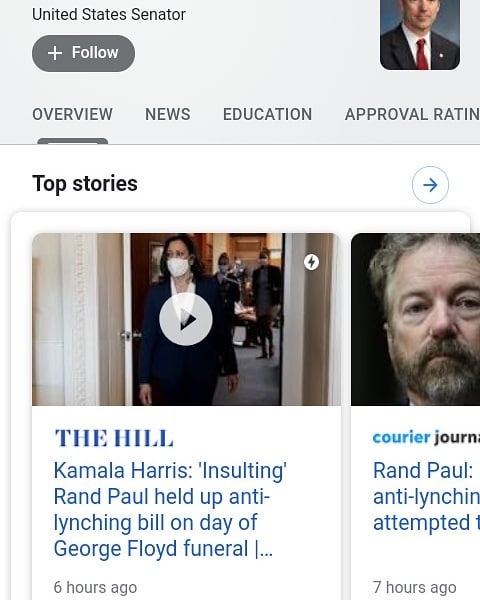 United States Senator
+ Follow
OVERVIEW NEWS EDUCATION APPROVAL RATIN
Top stories
THE HILL
Kamala Harris: 'Insulting'
Rand Paul held up anti-
lynching bill on day of
George Floyd funeral |...
6 hours ago
courier journa
Rand Paul:
anti-lynchin
attempted t
7 hours ago